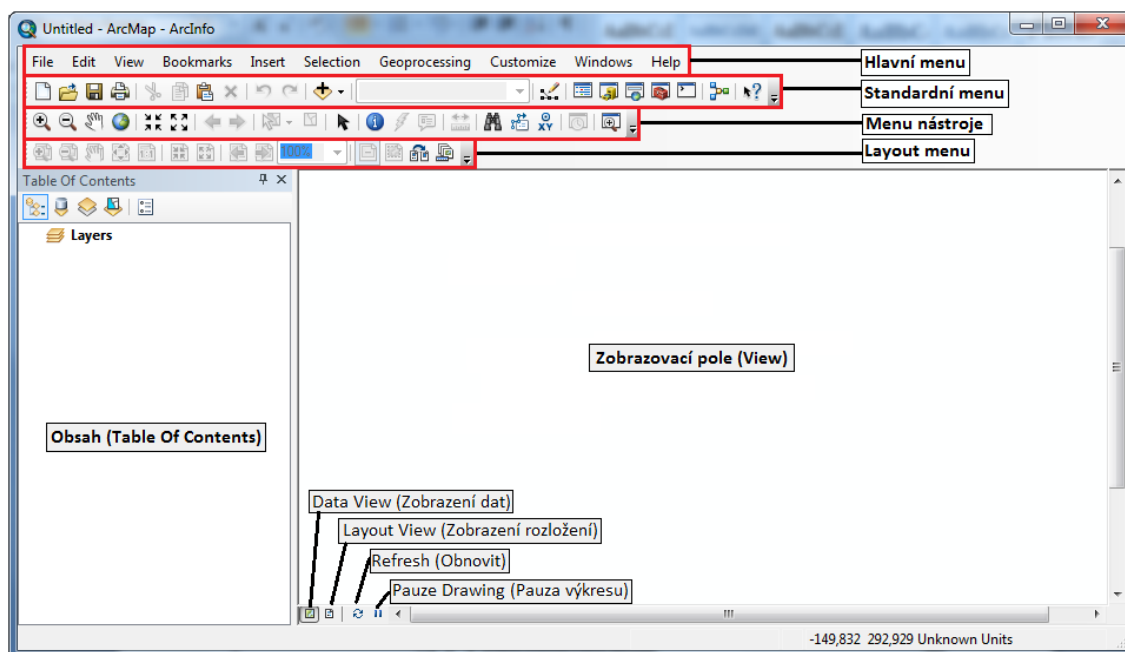 Untitled - ArcMap - ArcInfo
File Edit View Bookmarks Insert Selection Geoprocessing Customize Windows Help
Hlavní menu
Standardní menu
Menu nástroje
100%
Layout menu
Table Of Contents
Layers
Zobrazovací pole (View)
Obsah (Table Of Contents)
Data View (Zobrazení dat)
Layout View (Zobrazení rozložení)
Refresh (Obnovit)
Pauze Drawing (Pauza výkresu)
-149,832 292,929 Unknown Units